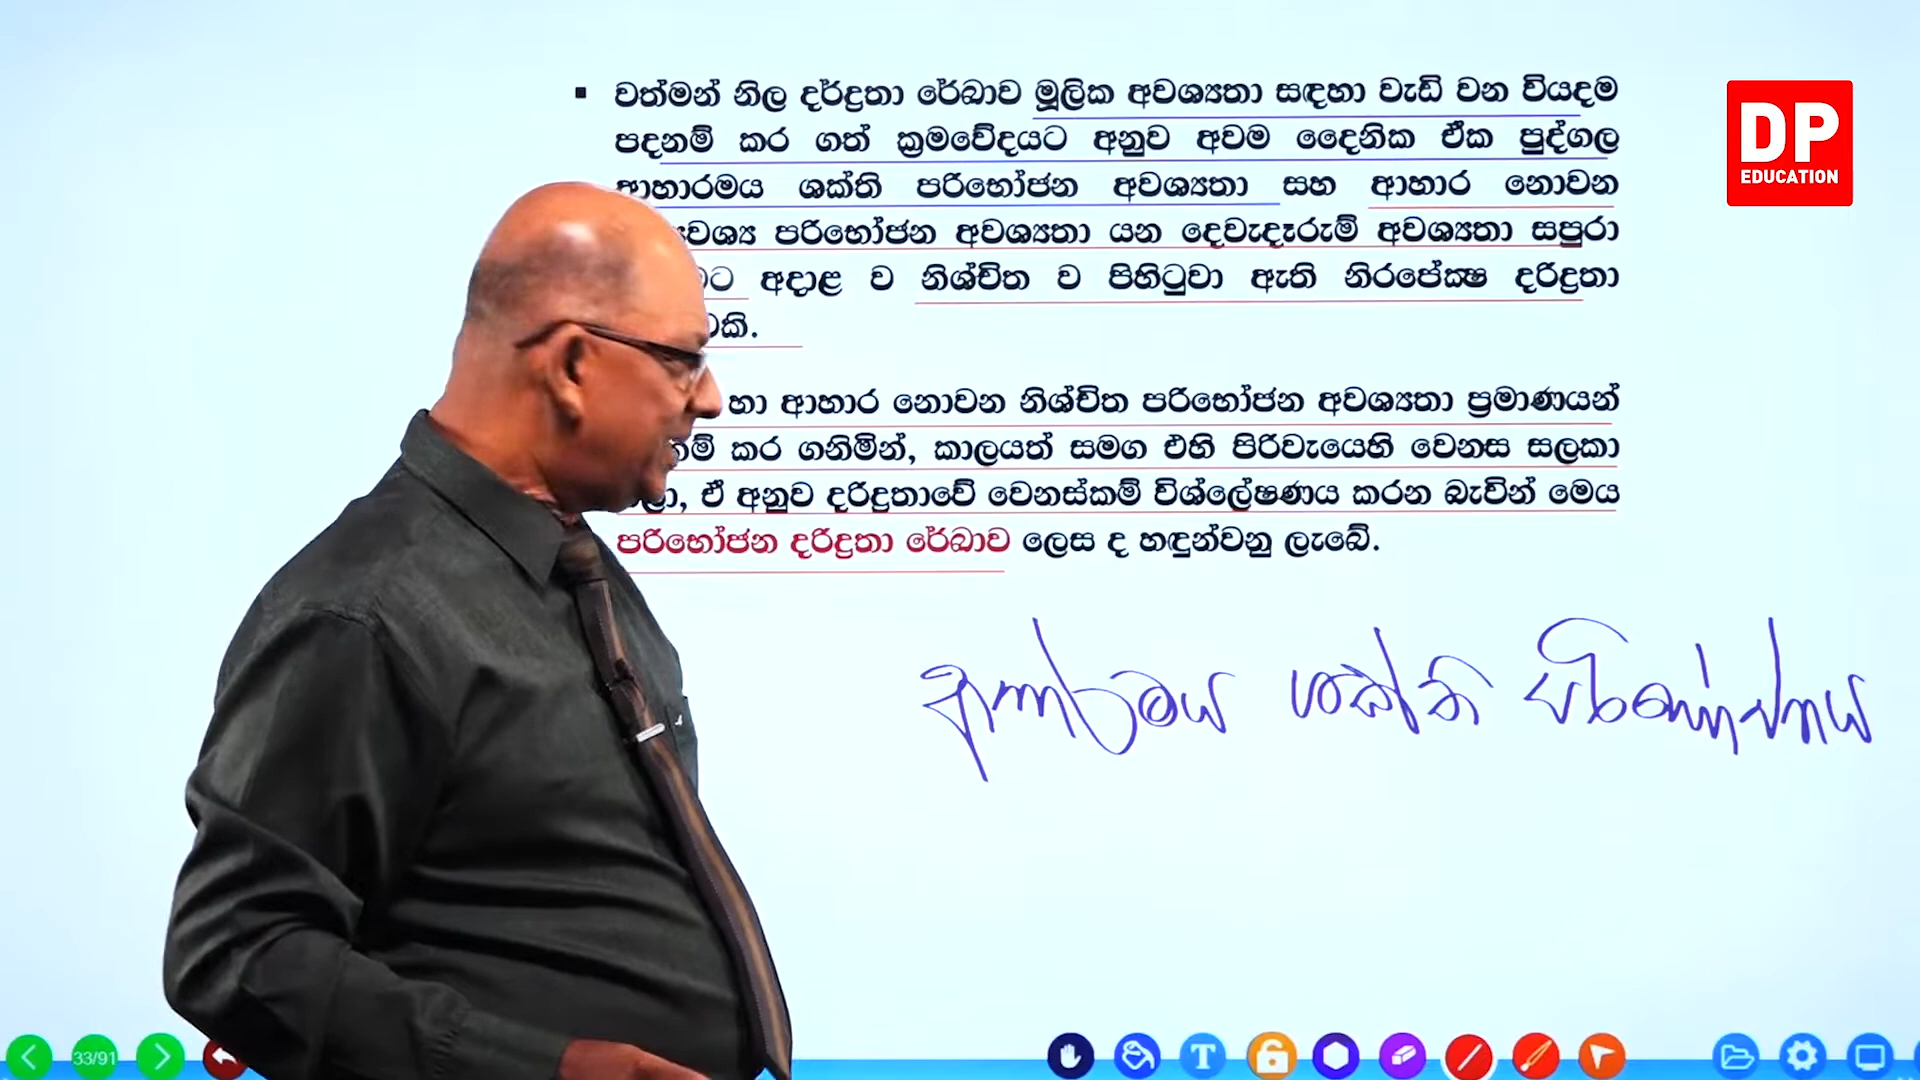 ▪ වත්මන් නිල දර්ද්‍රතා රේඛාව මූලික අවශ්‍යතා සඳහා වැඩි වන වියදම
පදනම් කර ගත් ක්‍රමවේදයට අනුව අවම දෛනික ඒක පුද්ගල
ආහාරමය ශක්ති පරිභෝජන අවශ්‍යතා සහ ආහාර නොවන
පරිභෝජන අවශ්‍යතා යන දෙවැදෑරුම් අවශ්‍යතා සපුරා
අදාළ ව නිශ්චිත ව පිහිටුවා ඇති නිරපේක්‍ෂ දරිද්‍රතා
හා ආහාර නොවන නිශ්චිත පරිභෝජන අවශ්‍යතා ප්‍රමාණයන්
කර ගනිමින්, කාලයත් සමග එහි පිරිවැයෙහි වෙනස සලකා
ඒ අනුව දරිද්‍රතාවේ වෙනස්කම් විශ්ලේෂණය කරන බැවින් මෙය
පරිභෝජන දරිද්‍රතා රේඛාව ලෙස ද හඳුන්වනු ලැබේ.
ආහාරමය ශක්ති පරිභෝජනය
DP
EDUCATION
33/91
T